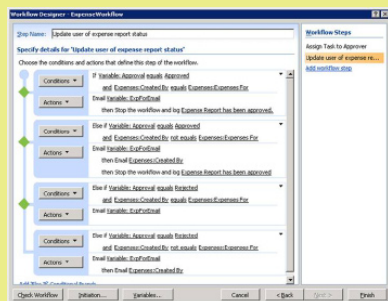 Workflow Designer - ExpenseWorkflow
Step Name: Update user of expense report status
Specify details for "Update user of expense report status"
Choose the conditions and actions that define this step of the workflow.
Conditions
If Variable: Approval equals Approved
and Expenses:Created By equals Expenses:Expenses For
Actions
Email Variable: ExpForEmail
then Stop the workflow and log Expense Report has been approved.
Conditions
Else if Variable: Approval equals Approved
and Expenses:Created By not equals Expenses:Expenses For
Actions
Email Variable: ExpForEmail
then Email Expenses:Created By
then Stop the workflow and log Expense Report has been approved
Conditions
Else if Variable: Approval equals Rejected
and Expenses:Created By equals Expenses:Expenses For
Actions
Email Variable: ExpForEmail
Conditions
Else if Variable: Approval equals Rejected
and Expenses:Created By not equals Expenses:Expenses For
Actions
Email Variable: ExpForEmail
then Email Expenses:Created By
Conditional Branch
Workflow Steps
Assign Task to Approver
Update user of expense re...
Add workflow step
Check Workflow
Initiation...
Variables...
Cancel
< Back
Next >
Finish